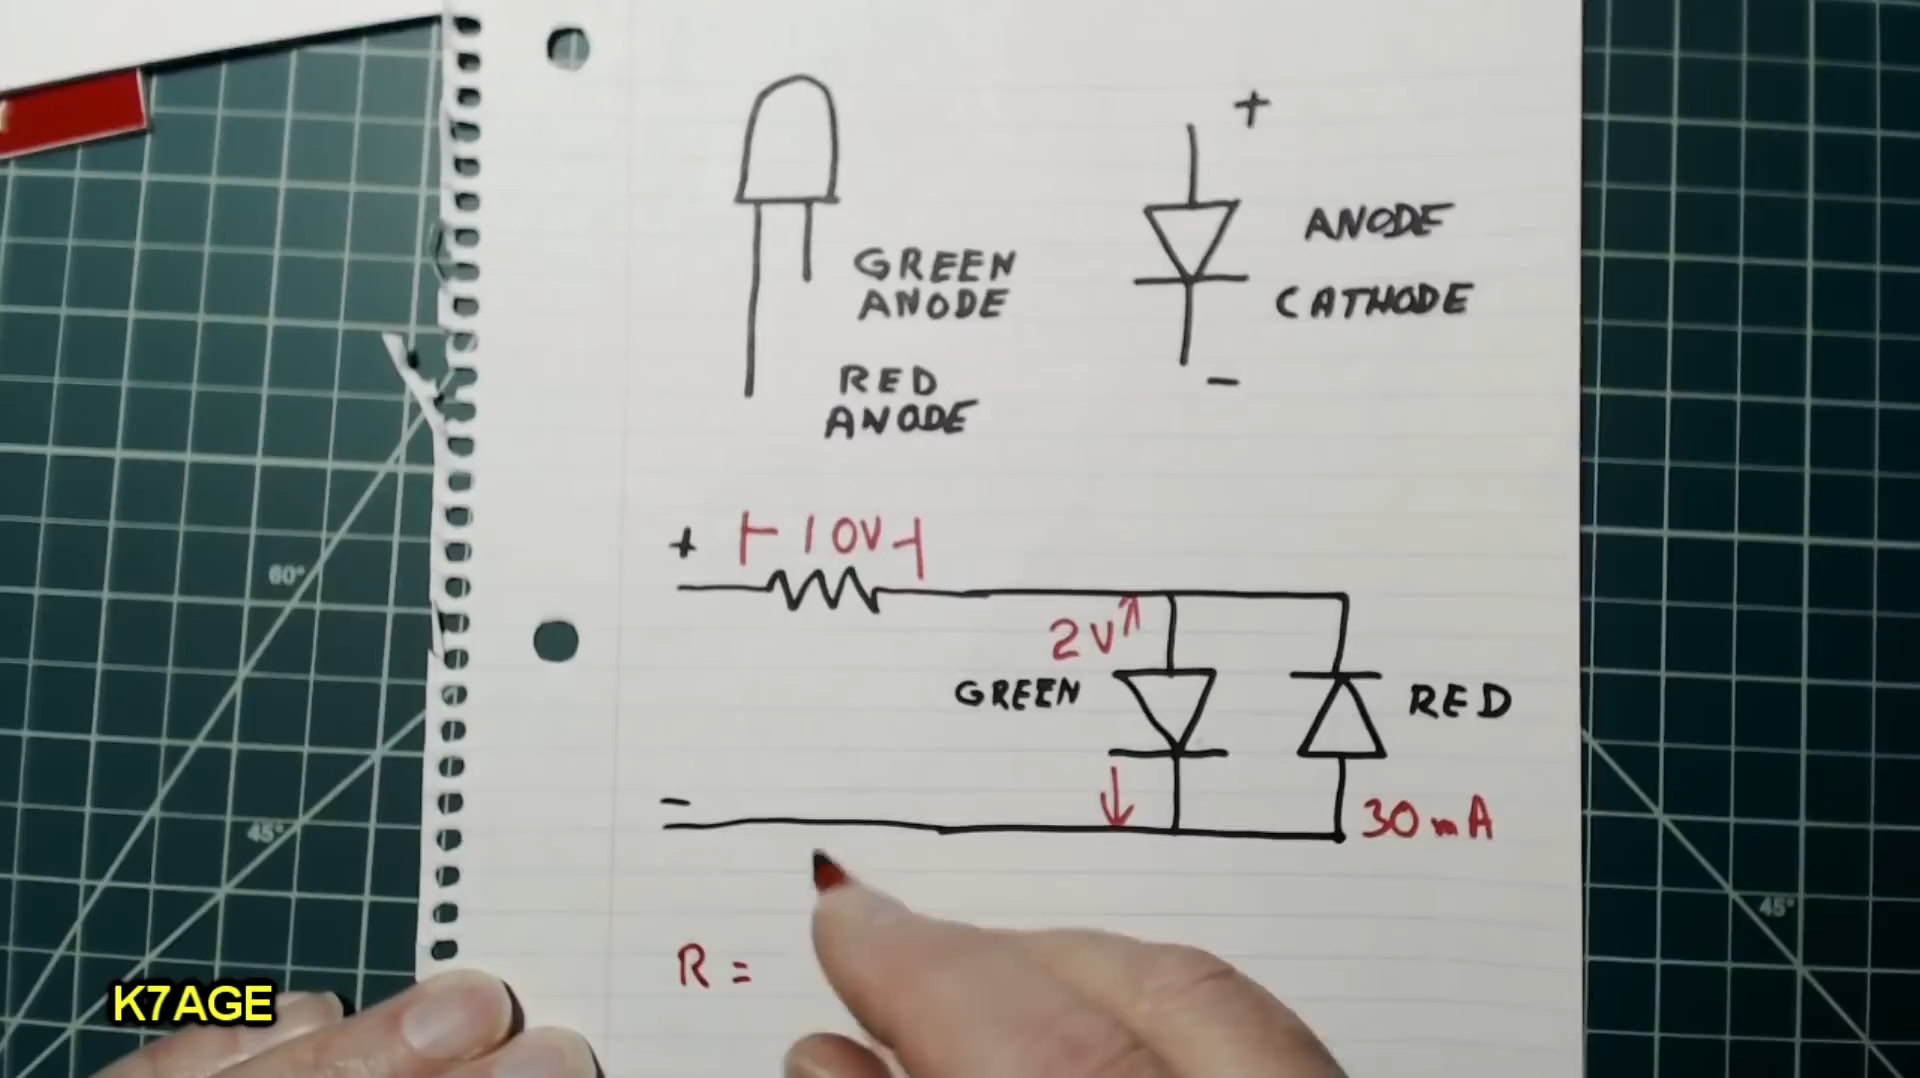 +
GREEN
ANODE
RED
ANODE
ANODE
CATHODE
-
+
10V
2V
GREEN
RED
-
30mA
R =
K7AGE
60°
45°
45°